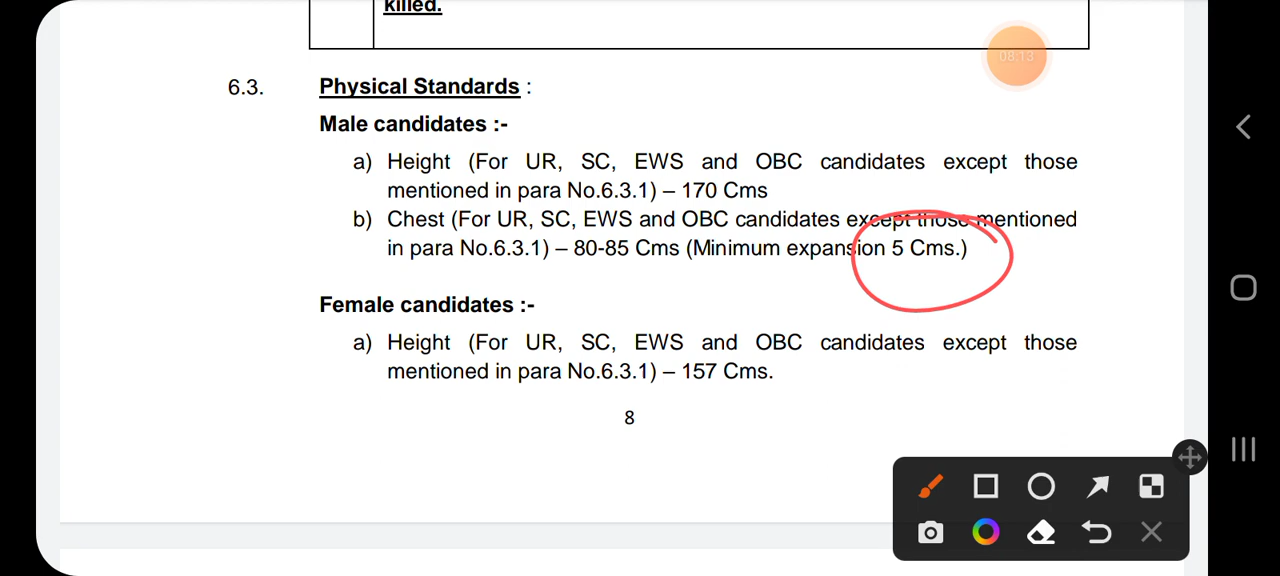 killed.
08:13
6.3. Physical Standards :
Male candidates :-
a) Height (For UR, SC, EWS and OBC candidates except those
mentioned in para No.6.3.1) – 170 Cms
b) Chest (For UR, SC, EWS and OBC candidates except those mentioned
in para No.6.3.1) – 80-85 Cms (Minimum expansion 5 Cms.)
Female candidates :-
a) Height (For UR, SC, EWS and OBC candidates except those
mentioned in para No.6.3.1) – 157 Cms.
8